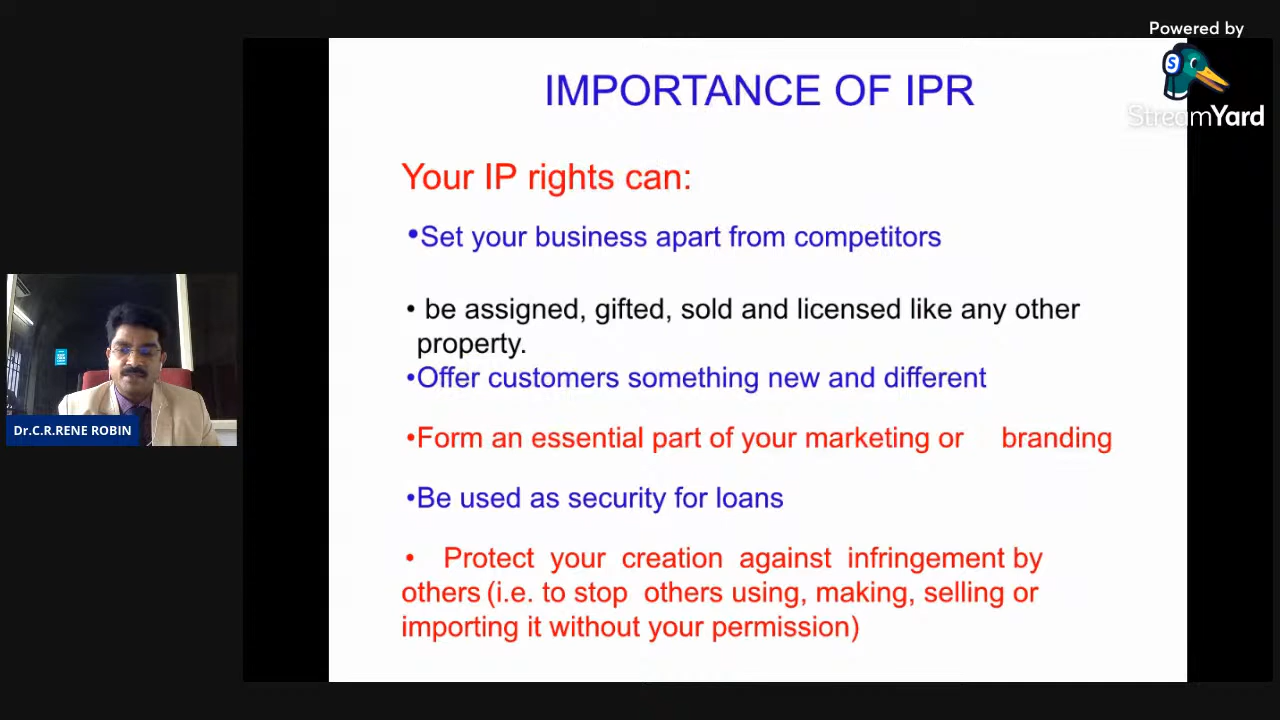 Powered by
StreamYard
IMPORTANCE OF IPR
Your IP rights can:
•Set your business apart from competitors
• be assigned, gifted, sold and licensed like any other
property.
•Offer customers something new and different
•Form an essential part of your marketing or branding
•Be used as security for loans
• Protect your creation against infringement by
others (i.e. to stop others using, making, selling or
importing it without your permission)
Dr.C.R.RENE ROBIN